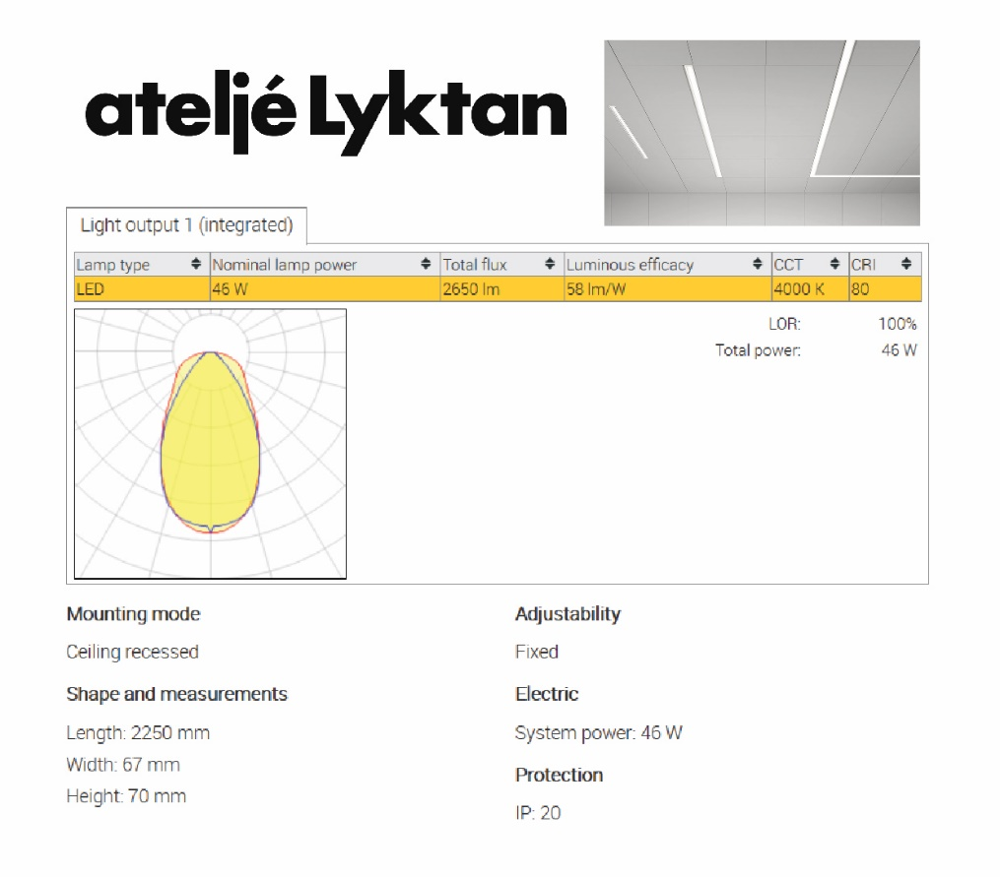 ateljé Lyktan
Light output 1 (integrated)
Lamp type Nominal lamp power Total flux Luminous efficacy CCT CRI
LED 46 W 2650 lm 58 lm/W 4000 K 80
LOR: 100%
Total power: 46 W
Mounting mode
Ceiling recessed
Shape and measurements
Length: 2250 mm
Width: 67 mm
Height: 70 mm
Adjustability
Fixed
Electric
System power: 46 W
Protection
IP: 20